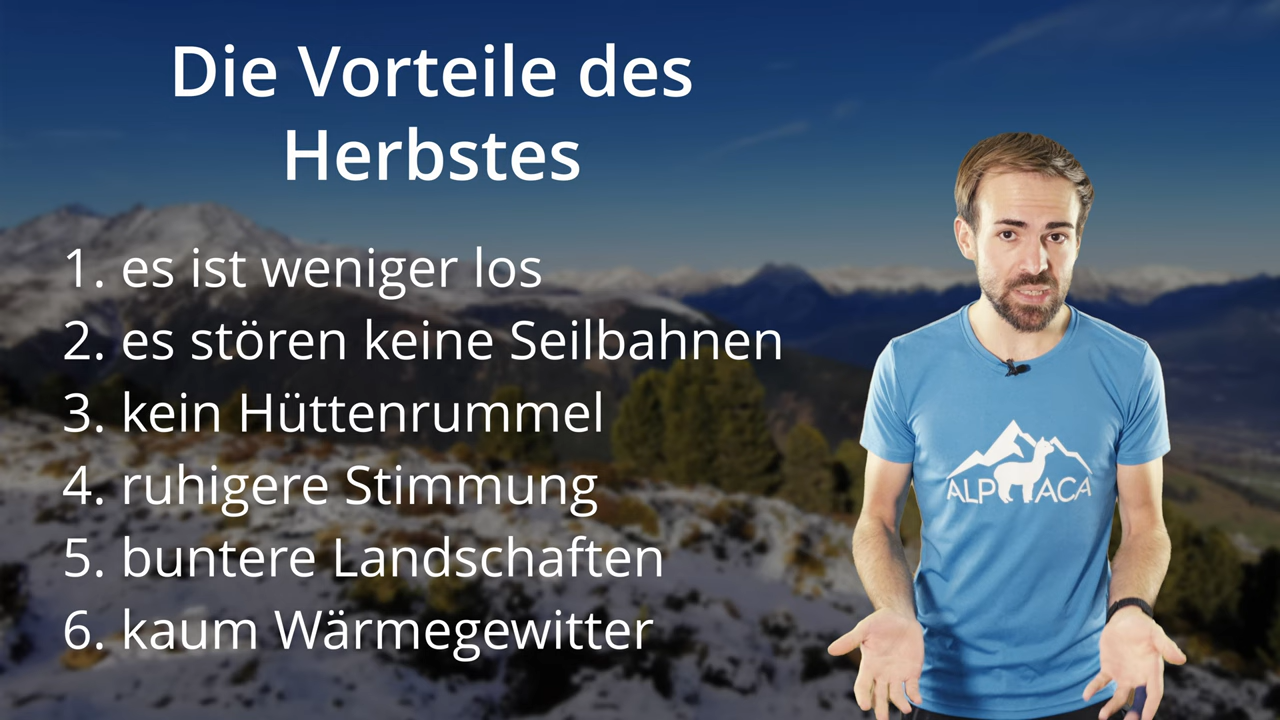 Die Vorteile des
Herbstes
1. es ist weniger los
2. es stören keine Seilbahnen
3. kein Hüttenrummel
4. ruhigere Stimmung
5. buntere Landschaften
6. kaum Wärmegewitter
ALPACA